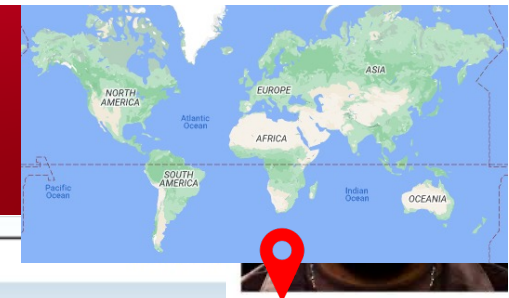 NORTH
AMERICA
EUROPE
ASIA
Atlantic
Ocean
AFRICA
SOUTH
AMERICA
Pacific
Ocean
Indian
Ocean
OCEANIA